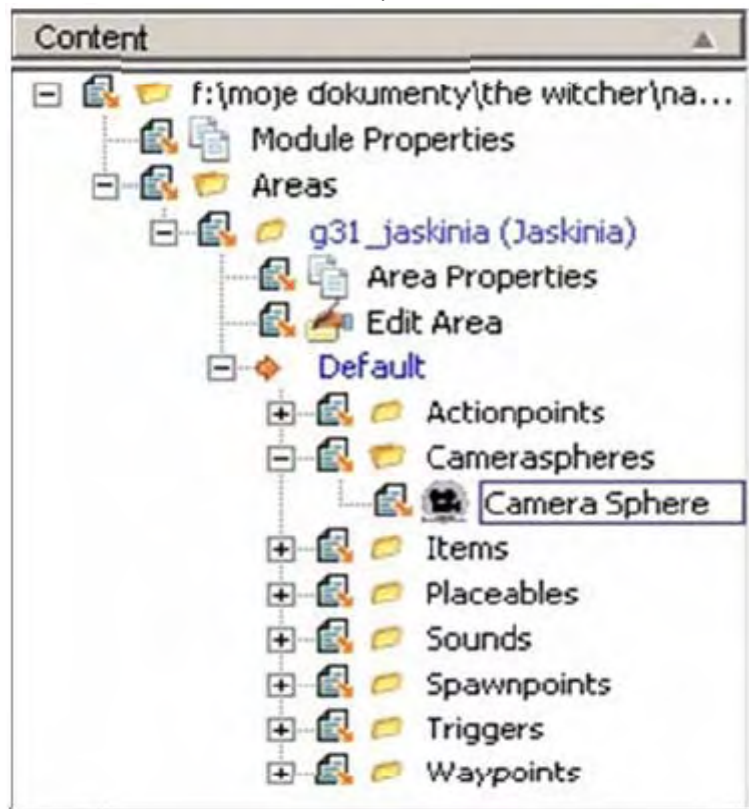 Content
f:\moje dokumenty\the witcher\na...
Module Properties
Areas
g31_jaskinia (Jaskinia)
Area Properties
Edit Area
Default
Actionpoints
Cameraspheres
Camera Sphere
Items
Placeables
Sounds
Spawnpoints
Triggers
Waypoints